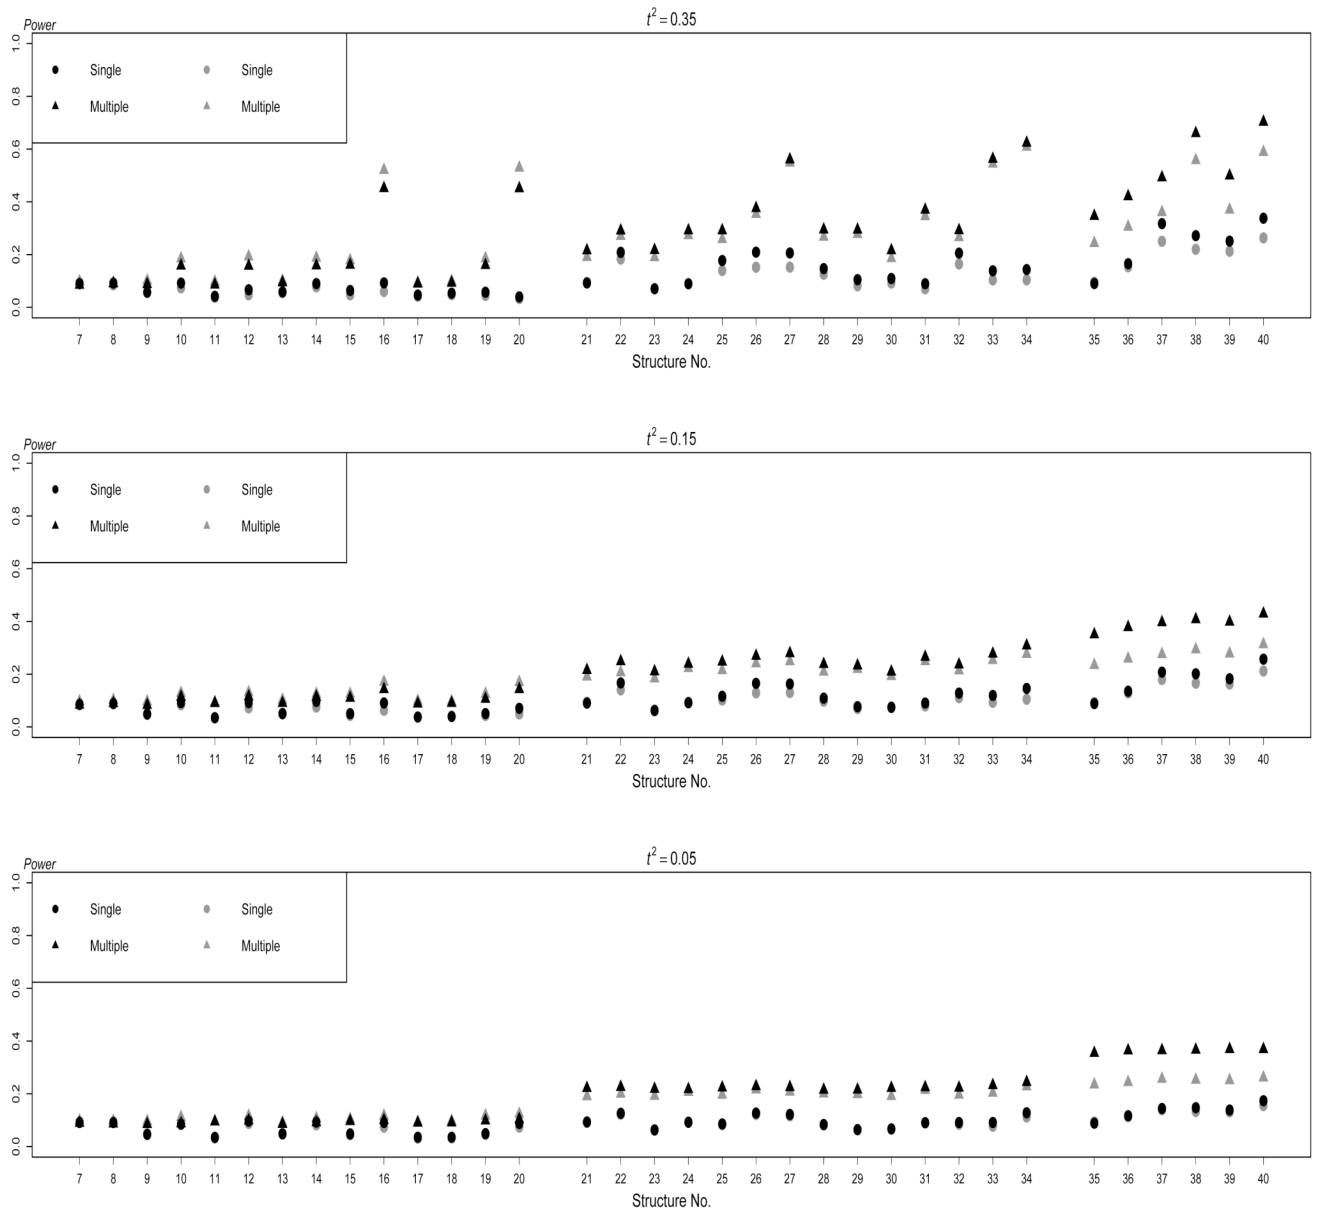 t² = 0.35
Power
1.0
0.8
0.6
0.4
0.2
0.0
Single Single
Multiple Multiple
7 8 9 10 11 12 13 14 15 16 17 18 19 20 21 22 23 24 25 26 27 28 29 30 31 32 33 34 35 36 37 38 39 40
Structure No.
t² = 0.15
Power
1.0
0.8
0.6
0.4
0.2
0.0
Single Single
Multiple Multiple
7 8 9 10 11 12 13 14 15 16 17 18 19 20 21 22 23 24 25 26 27 28 29 30 31 32 33 34 35 36 37 38 39 40
Structure No.
t² = 0.05
Power
1.0
0.8
0.6
0.4
0.2
0.0
Single Single
Multiple Multiple
7 8 9 10 11 12 13 14 15 16 17 18 19 20 21 22 23 24 25 26 27 28 29 30 31 32 33 34 35 36 37 38 39 40
Structure No.